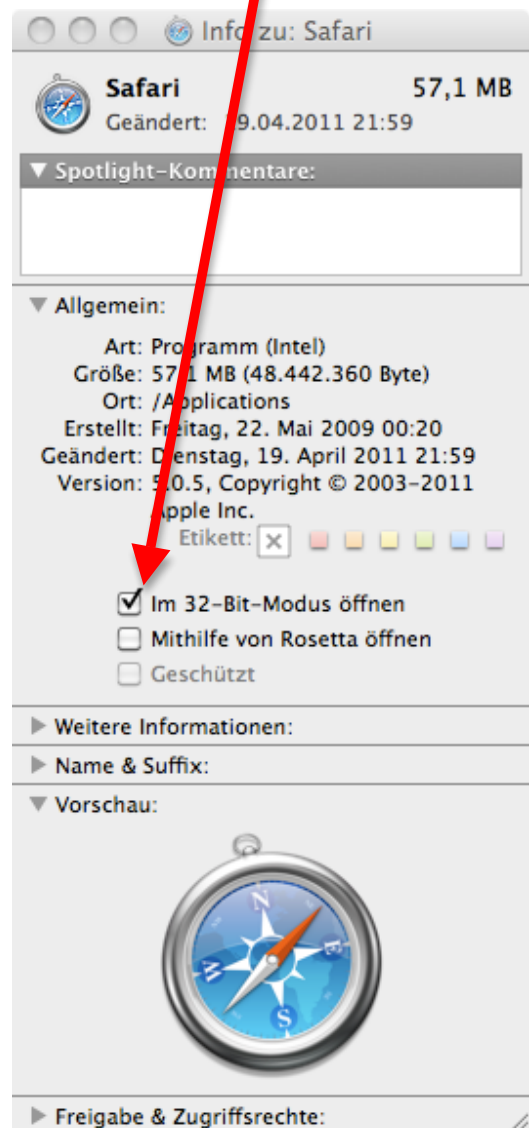 Info zu: Safari
Safari 57,1 MB
Geändert: 19.04.2011 21:59
Spotlight-Kommentare:
Allgemein:
Art: Programm (Intel)
Größe: 57,1 MB (48.442.360 Byte)
Ort: /Applications
Erstellt: Freitag, 22. Mai 2009 00:20
Geändert: Dienstag, 19. April 2011 21:59
Version: 5.0.5, Copyright © 2003-2011
Apple Inc.
Etikett:
Im 32-Bit-Modus öffnen
Mithilfe von Rosetta öffnen
Geschützt
Weitere Informationen:
Name & Suffix:
Vorschau:
N
E
W
S
Freigabe & Zugriffsrechte: